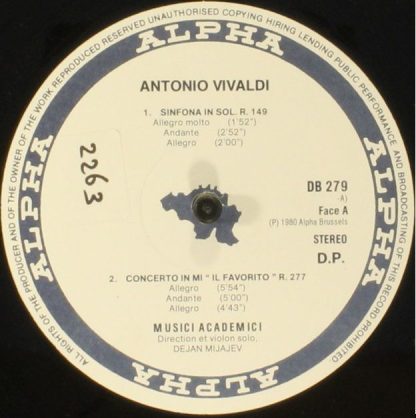 ALL RIGHTS OF THE PRODUCER AND OF THE OWNER OF THE WORK REPRODUCED RESERVED UNAUTHORISED COPYING HIRING LENDING PUBLIC PERFORMANCE AND BROADCASTING OF THIS RECORD PROHIBITED
ALPHA
ALPHA
ALPHA
ALPHA
ANTONIO VIVALDI
1. SINFONA IN SOL. R. 149
Allegro molto (1'52")
Andante (2'52")
Allegro (2'00")
2263
DB 279
-A)
Face A
(P) 1980 Alpha Brussels
STEREO
D.P.
2. CONCERTO IN MI " IL FAVORITO " R. 277
Allegro (5'54")
Andante (5'00)
Allegro (4'43")
MUSICI ACADEMICI
Direction et violon solo;
DEJAN MIJAJEV